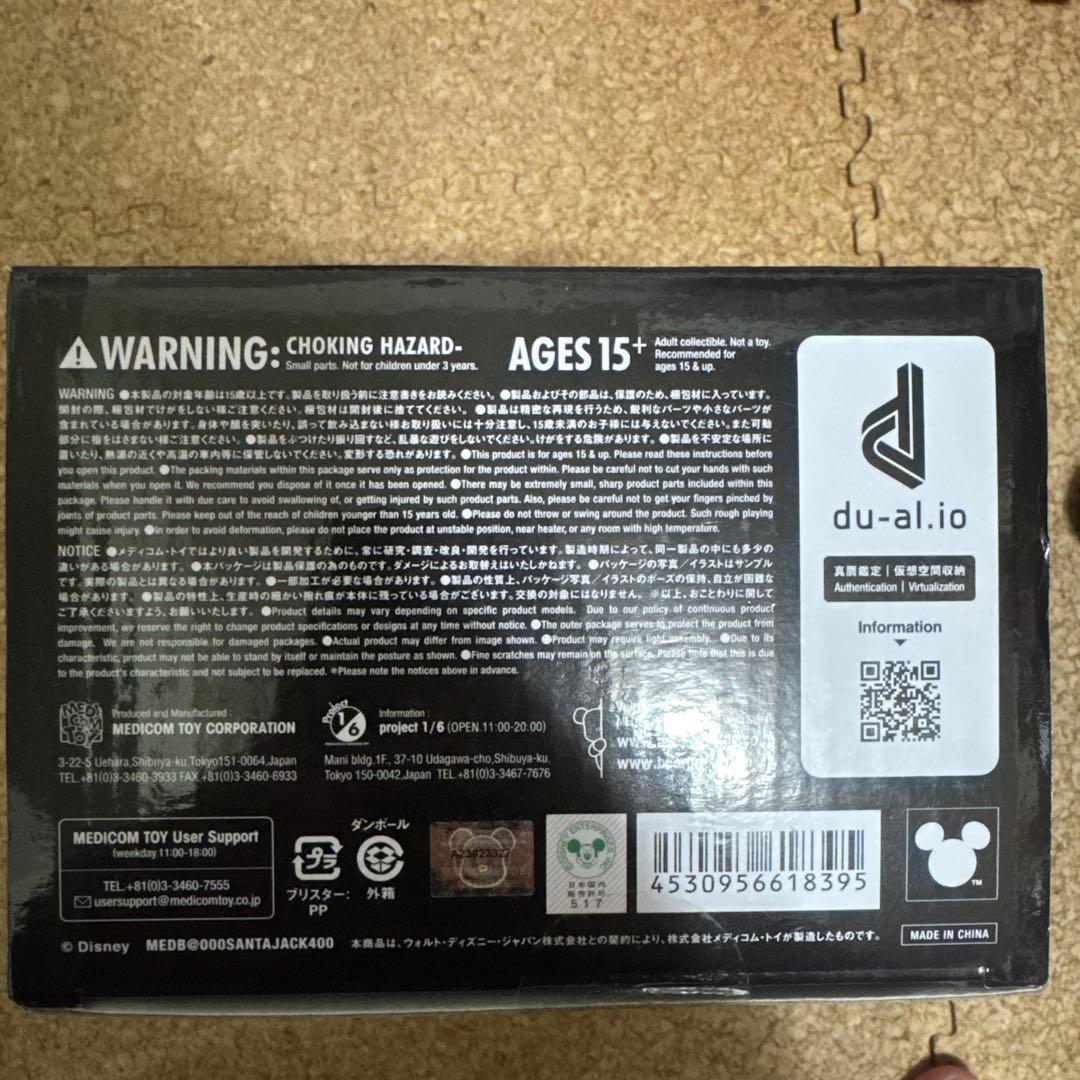 WARNING:
CHOKING HAZARD-
Small parts. Not for children under 3 years.
AGES 15+
Adult collectible. Not a toy.
Recommended for
ages 15 & up.
WARNING ●本製品の対象年齢は15歳以上です。製品を取り扱う前に注意書きをお読みください。●製品およびその部品は、保護のため、梱包材に入っています。
開封の際、梱包材でけがをしない様ご注意ください。梱包材は開封後に捨ててください。●製品は精密な再現を行うため、鋭利なパーツや小さなパーツが
含まれている場合があります。身体や顔を突いたり、誤って飲み込まない様お取り扱いには十分注意し、15歳未満のお子様には与えないでください。また可動
部分に指をはさまない様ご注意ください。●製品をぶつけたり振り回すなど、乱暴な遊びをしないでください。けがをする危険があります。●製品を不安定な場所に
置いたり、熱源の近くや高温の車内等に保管しないでください。変形する恐れがあります。●This product is for ages 15 & up. Please read these instructions before
you open this product. ●The packing materials within this package serve only as protection for the product within. Please be careful not to cut your hands with such
materials when you open it. We recommend you dispose of it once it has been opened. ●There may be extremely small, sharp product parts included within this
package. Please handle it with due care to avoid swallowing of, or getting injured by such product parts. Also, please be careful not to get your fingers pinched by
joints of product parts. Please keep out of the reach of children younger than 15 years old. ●Please do not throw or swing around the product. Such rough playing
might cause injury. ●In order to avoid deformation, please do not place the product at unstable position, near heater, or any room with high temperature.
NOTICE ●メディコム・トイではより良い製品を開発するために、常に研究・調査・改良・開発を行っています。製造時期によって、同一製品の中にも多少の
違いがある場合があります。●本パッケージは製品保護の為のものです。ダメージによるお取替えはいたしかねます。●パッケージの写真/イラストはサンプル
です。実際の製品とは異なる場合があります。●一部加工が必要な場合があります。●製品の性質上、パッケージ写真/イラストのポーズの保持、自立が困難な
場合があります。●製品の特性上、生産時の細かい擦れ痕が本体に残っている場合がございます。交換の対象にはなりません。※以上、おことわりに関して
ご了承くださいますよう、お願いいたします。●Product details may vary depending on specific product models. Due to our policy of continuous product
improvement, we reserve the right to change product specifications or designs at any time without notice. ●The outer package serves to protect the product from
damage. We are not responsible for damaged packages. ●Actual product may differ from image shown. ●Product may require light assembly. ●Due to its
characteristic, product may not be able to stand by itself or maintain the posture as shown. ●Fine scratches may remain on the surface. Please note that this is due
to the product's characteristic and not subject to be replaced. *Please note the notices above in advance.
MEDI
COM
TOY
Produced and Manufactured :
MEDICOM TOY CORPORATION
3-22-5 Uehara,Shibuya-ku,Tokyo151-0064,Japan
TEL.+81(0)3-3460-3933 FAX.+81(0)3-3460-6933
Project
1/6
Information :
project 1/6 (OPEN 11:00-20:00)
Mani bldg.1F., 37-10 Udagawa-cho,Shibuya-ku,
Tokyo 150-0042,Japan TEL.+81(0)3-3467-7676
du-al.io
真贋鑑定 | 仮想空間収納
Authentication | Virtualization
Information
MEDICOM TOY User Support
(weekday 11:00-18:00)
TEL.+81(0)3-3460-7555
usersupport@medicomtoy.co.jp
プラ
ブリスター:
PP
ダンボール
外箱
A23823327
©DISNEY ENTERPRISES INC.
日本国内
販売許可
517
4530956618395
TM
© Disney MEDB@000SANTAJACK400 本商品は、ウォルト・ディズニー・ジャパン株式会社との契約により、株式会社メディコム・トイが製造したものです。
MADE IN CHINA